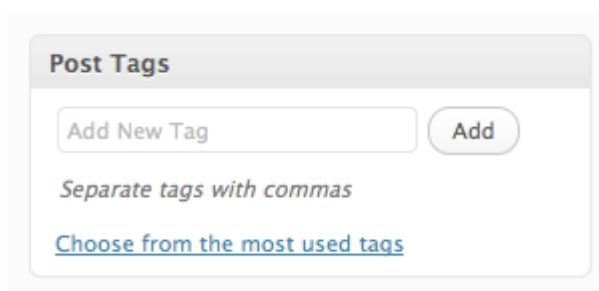 Post Tags
Add New Tag
Add
Separate tags with commas
Choose from the most used tags